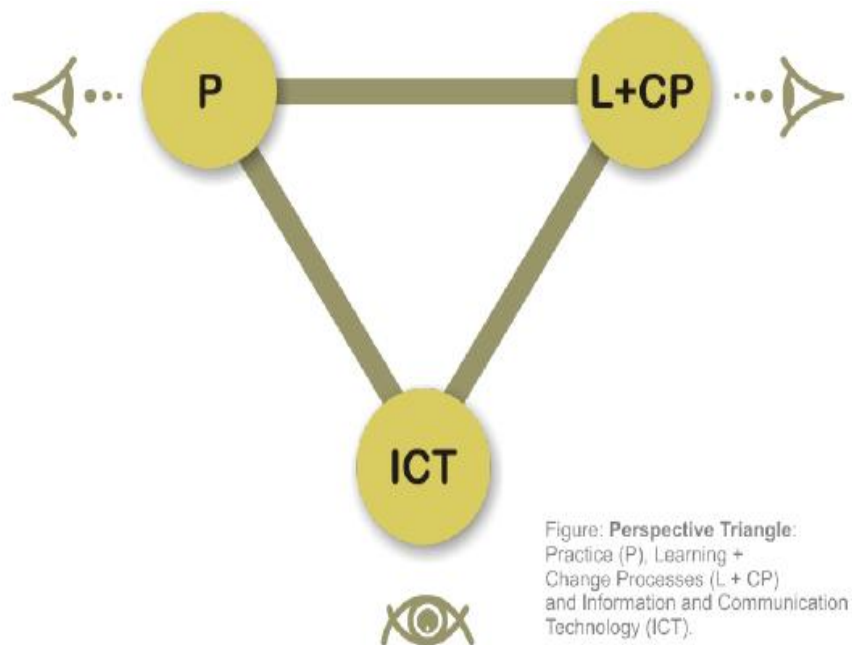 P
L+CP
ICT
Figure: Perspective Triangle:
Practice (P), Learning +
Change Processes (L + CP)
and Information and Communication
Technology (ICT).